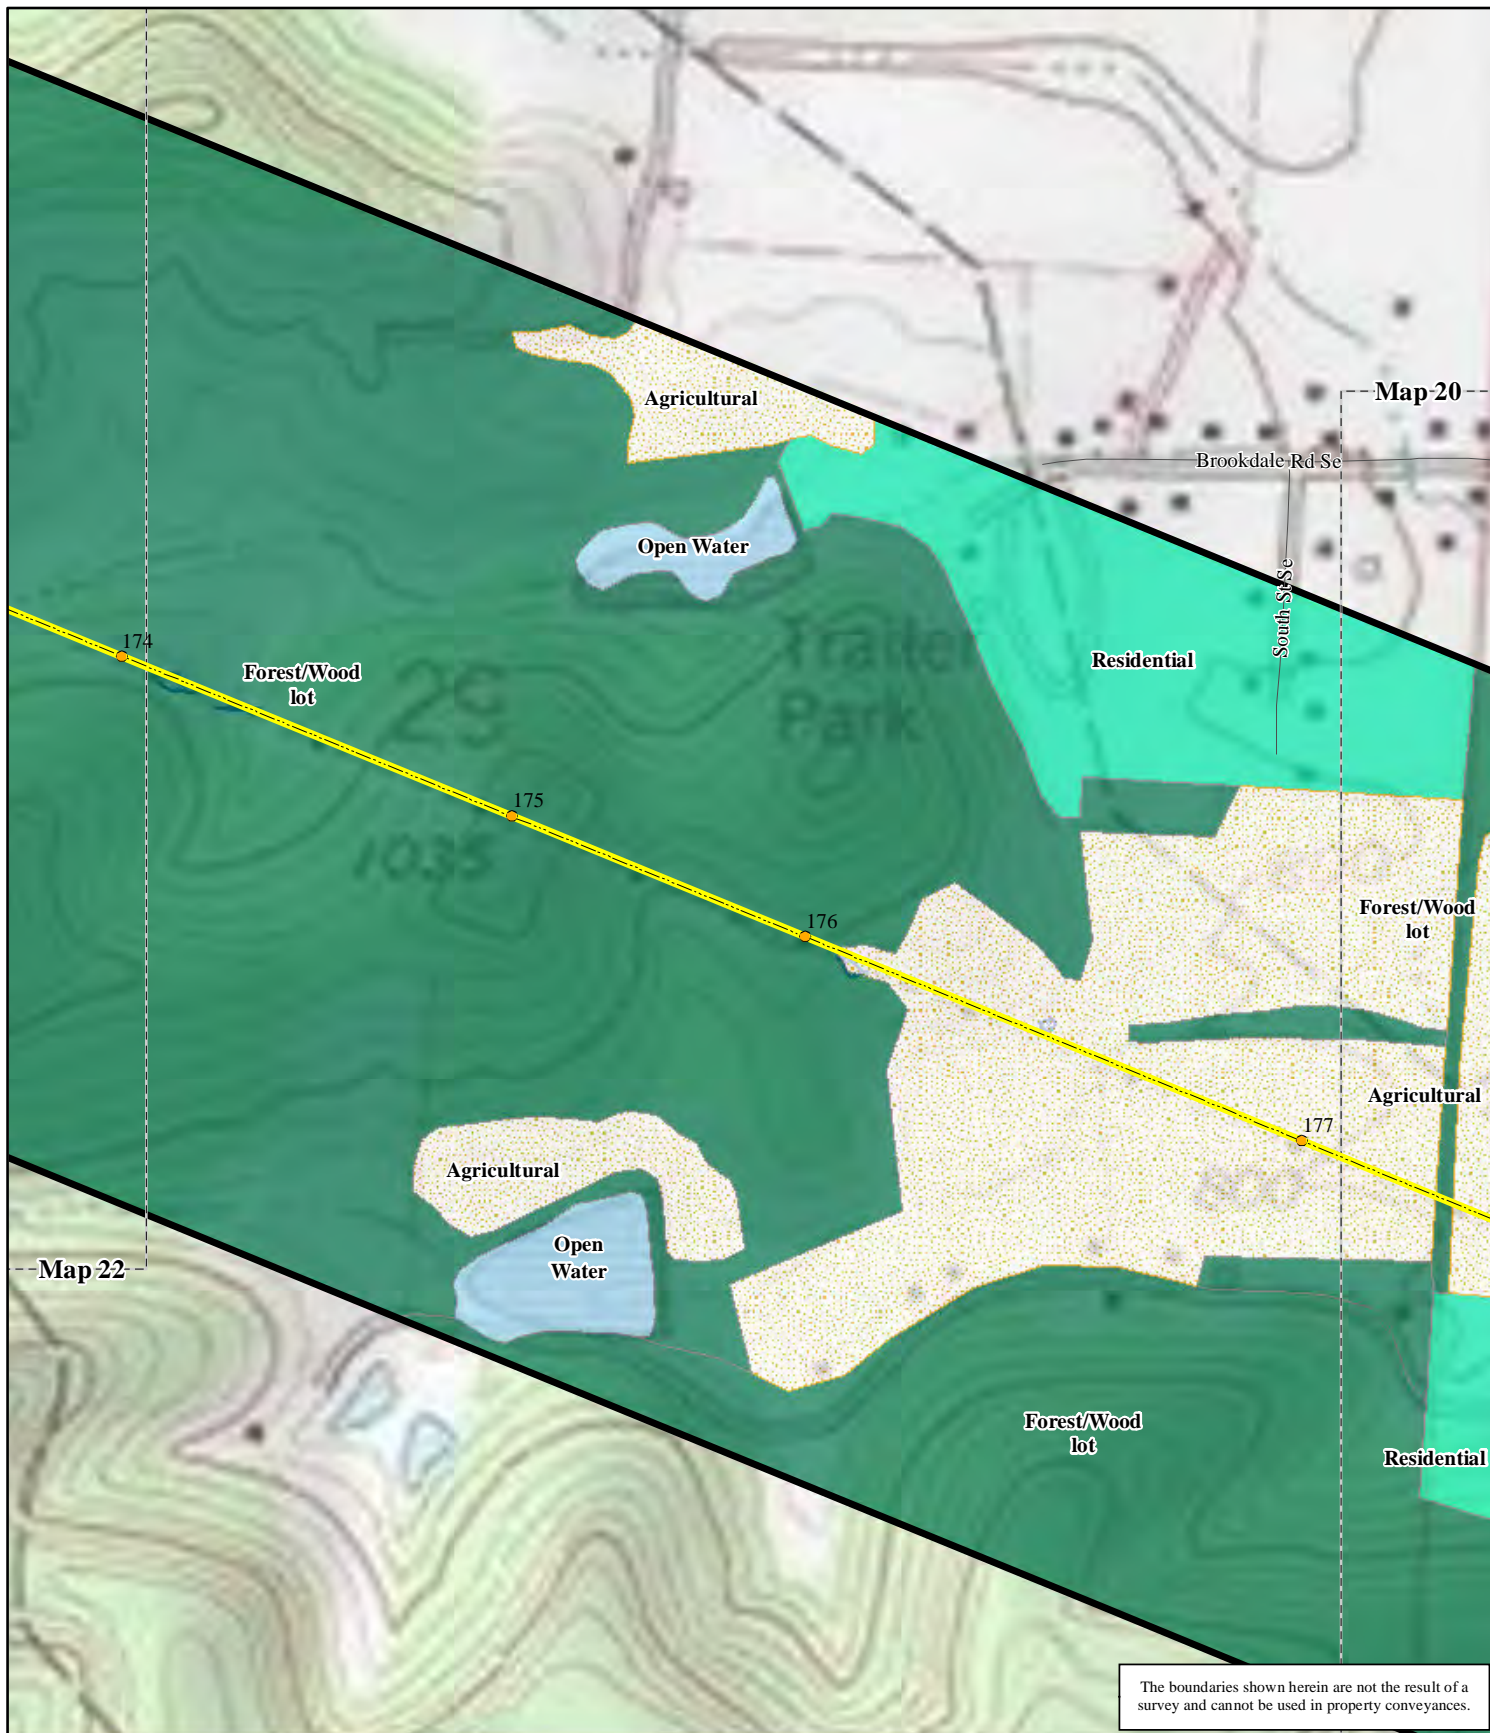 Agricultural
Map 20
Brookdale Rd Se
Open Water
South St Se
Trailer
Park
174
Forest/Wood
lot
29
Residential
175
1035
Forest/Wood
lot
176
Agricultural
177
Agricultural
800
Open
Water
Map 22
Forest/Wood
lot
Residential
The boundaries shown herein are not the result of a
survey and cannot be used in property conveyances.